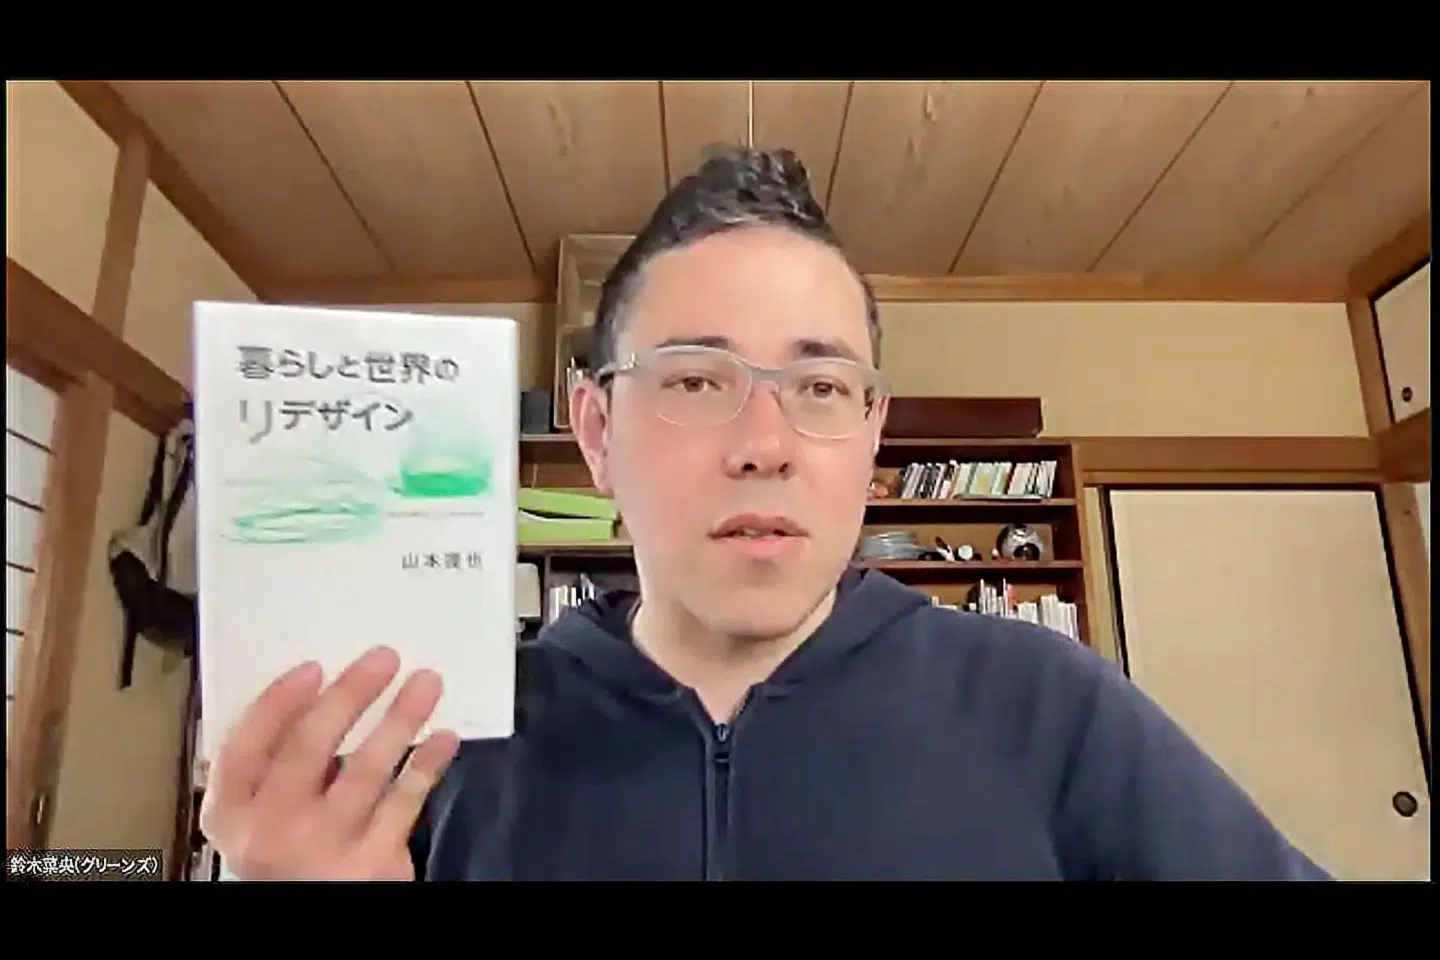 暮らしと世界の
リデザイン
山本
鈴木菜央(グリーンズ)